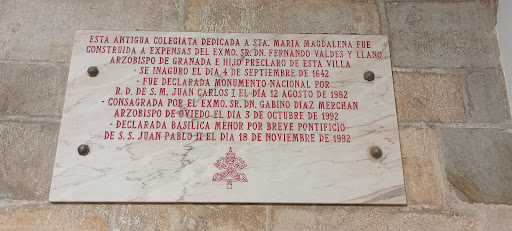 ESTA ANTIGUA COLEGIATA DEDICADA A STA. MARIA MAGDALENA FUE
CONSTRUIDA A EXPENSAS DEL EXMO. SR. DN. FERNANDO VALDES Y LLANO
ARZOBISPO DE GRANADA E HIJO PRECLARO DE ESTA VILLA
- SE INAGURO EL DIA 4 DE SEPTIEMBRE DE 1642
- FUE DECLARADA MONUMENTO NACIONAL POR
R. D. DE S. M. JUAN CARLOS I EL DIA 12 AGOSTO DE 1982
- CONSAGRADA POR EL EXMO. SR. DN. GABINO DIAZ MERCHAN
ARZOBISPO DE OVIEDO EL DIA 3 DE OCTUBRE DE 1992
- DECLARADA BASILICA MENOR POR BREVE PONTIFICIO
DE S. S. JUAN PABLO II EL DIA 18 DE NOVIEMBRE DE 1992